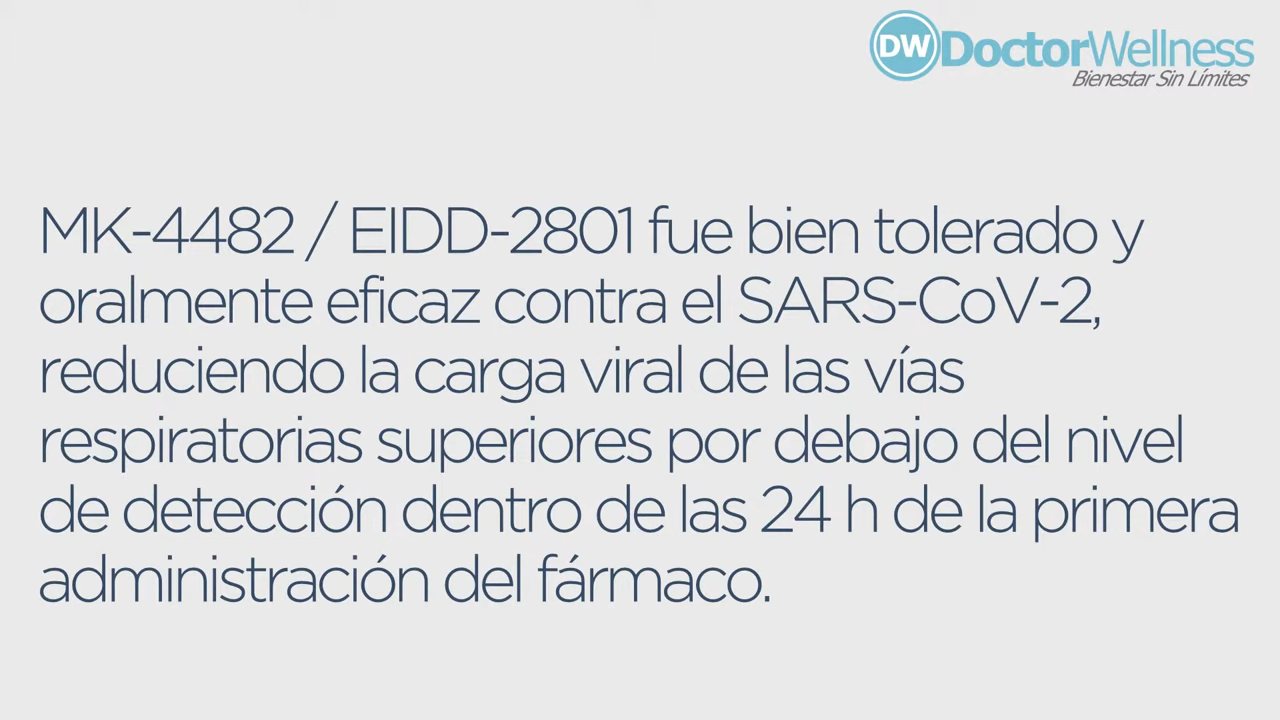 DW DoctorWellness
Bienestar Sin Límites
MK-4482 / EIDD-2801 fue bien tolerado y
oralmente eficaz contra el SARS-CoV-2,
reduciendo la carga viral de las vías
respiratorias superiores por debajo del nivel
de detección dentro de las 24 h de la primera
administración del fármaco.